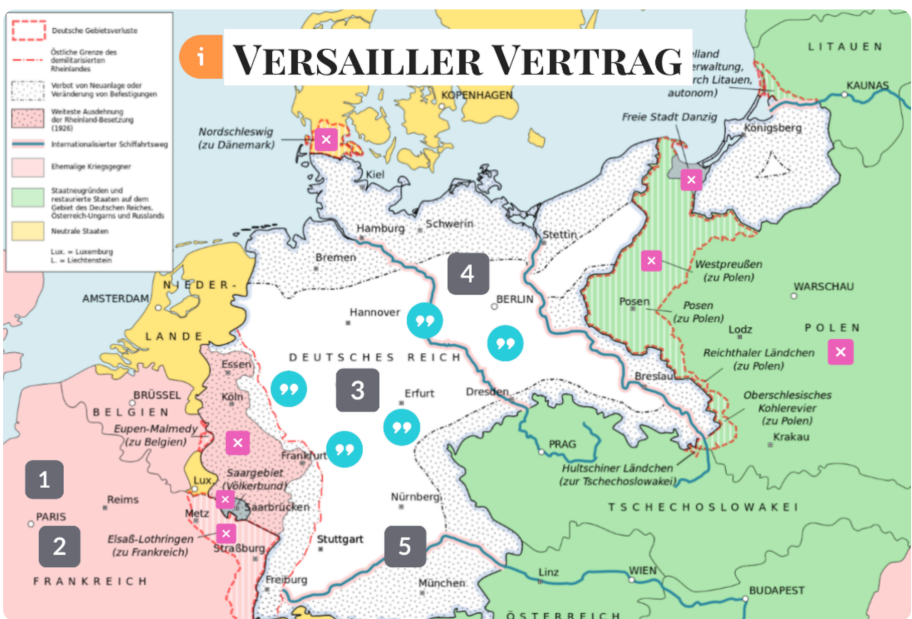 VERSAILLER VERTRAG
Deutsche Gebietsverluste
Östliche Grenze des
demilitarisierten
Rheinlandes
Verbot von Neuanlage oder
Veränderung von Befestigungen
Weiteste Ausdehnung
der Rheinland-Besetzung
(1926)
Internationalisierter Schiffahrtsweg
Ehemalige Kriegsgegner
Staatneugründen und
restaurierte Staaten auf dem
Gebiet des Deutschen Reiches,
Österreich-Ungarns und Russlands
Neutrale Staaten
Lux. = Luxemburg
L. = Liechtenstein
LITAUEN
autonom)
KAUNAS
KOPENHAGEN
Freie Stadt Danzig
Königsberg
Nordschleswig
(zu Dänemark)
Kiel
Hamburg
Schwerin
Stettin
Bremen
4
Westpreußen
(zu Polen)
NIEDER-
LANDE
AMSTERDAM
BERLIN
WARSCHAU
Hannover
Posen
Posen
(zu Polen)
Lodz
POLEN
DEUTSCHES REICH
Reichthaler Ländchen
(zu Polen)
Essen
Köln
3
Erfurt
Dresden
Breslau
BRÜSSEL
BELGIEN
Oberschlesisches
Kohlerevier
(zu Polen)
Eupen-Malmedy
(zu Belgien)
Krakau
PRAG
Frankfurt
Hultschiner Ländchen
(zur Tschechoslowakei)
Saargebiet
(Völkerbund)
1
Lux.
Reims
Nürnberg
Saarbrücken
TSCHECHOSLOWAKEI
Metz
PARIS
2
Elsaß-Lothringen
(zu Frankreich)
Straßburg
Stuttgart
5
FRANKREICH
Freiburg
München
Linz
WIEN
BUDAPEST
ÖSTERREICH